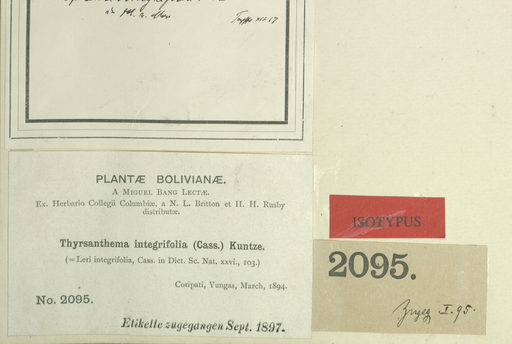 PLANTÆ BOLIVIANÆ.
A MIGUEL BANG LECTÆ.
Ex. Herbario Collegii Columbiæ, a N. L. Britton et H. H. Rusby
distributæ.
Thyrsanthema integrifolia (Cass.) Kuntze.
(= Leri integrifolia, Cass. in Dict. Sc. Nat. xxvi., 103.)
Coripati, Yungas, March, 1894.
No. 2095.
Etikette zugegangen Sept. 1897.
ISOTYPUS
2095.
I. 95.